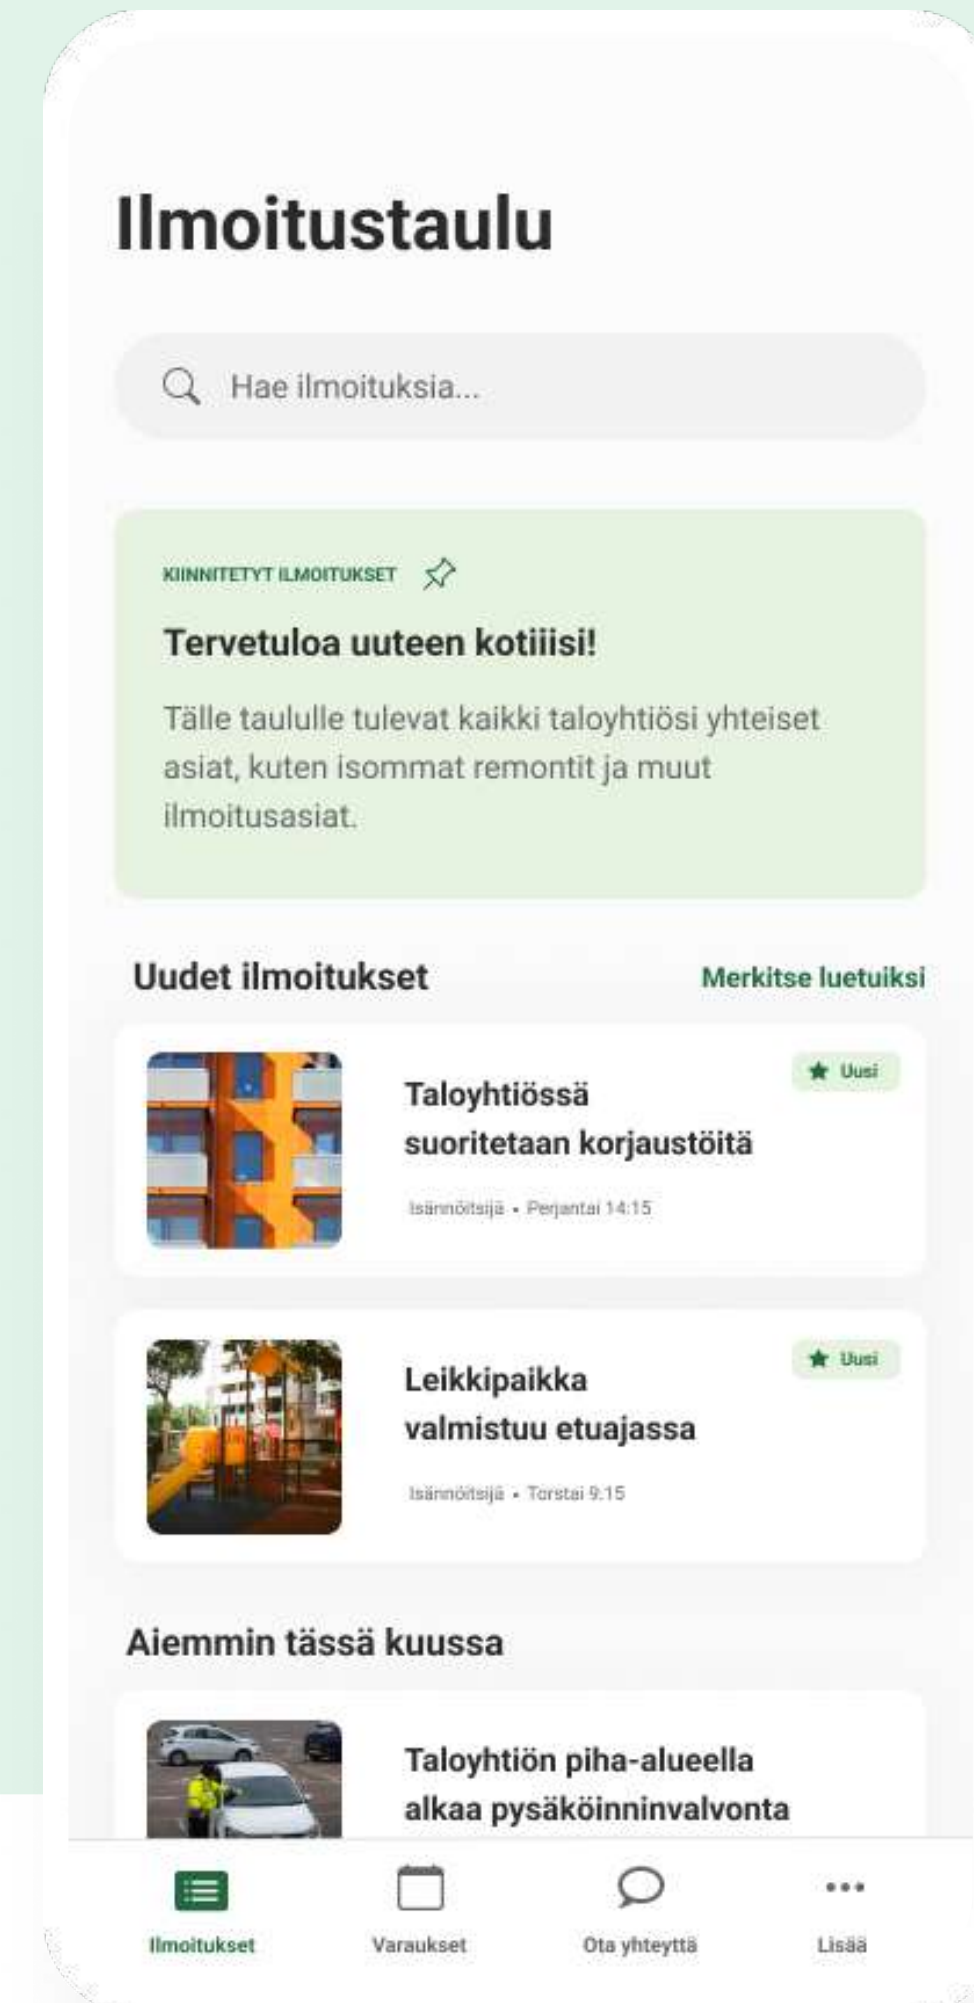 Ilmoitustaulu
Hae ilmoituksia...
KIINNITETYT ILMOITUKSET
Tervetuloa uuteen kotiiisi!
Tälle taululle tulevat kaikki taloyhtiösi yhteiset
asiat, kuten isommat remontit ja muut
ilmoitusasiat.
Uudet ilmoitukset
Merkitse luetuiksi
Uusi
Taloyhtiössä
suoritetaan korjaustöitä
Isännöitsijä • Perjantai 14:15
Uusi
Leikkipaikka
valmistuu etuajassa
Isännöitsijä • Torstai 9.15
Aiemmin tässä kuussa
Taloyhtiön piha-alueella
alkaa pysäköinninvalvonta
Ilmoitukset
Varaukset
Ota yhteyttä
Lisää